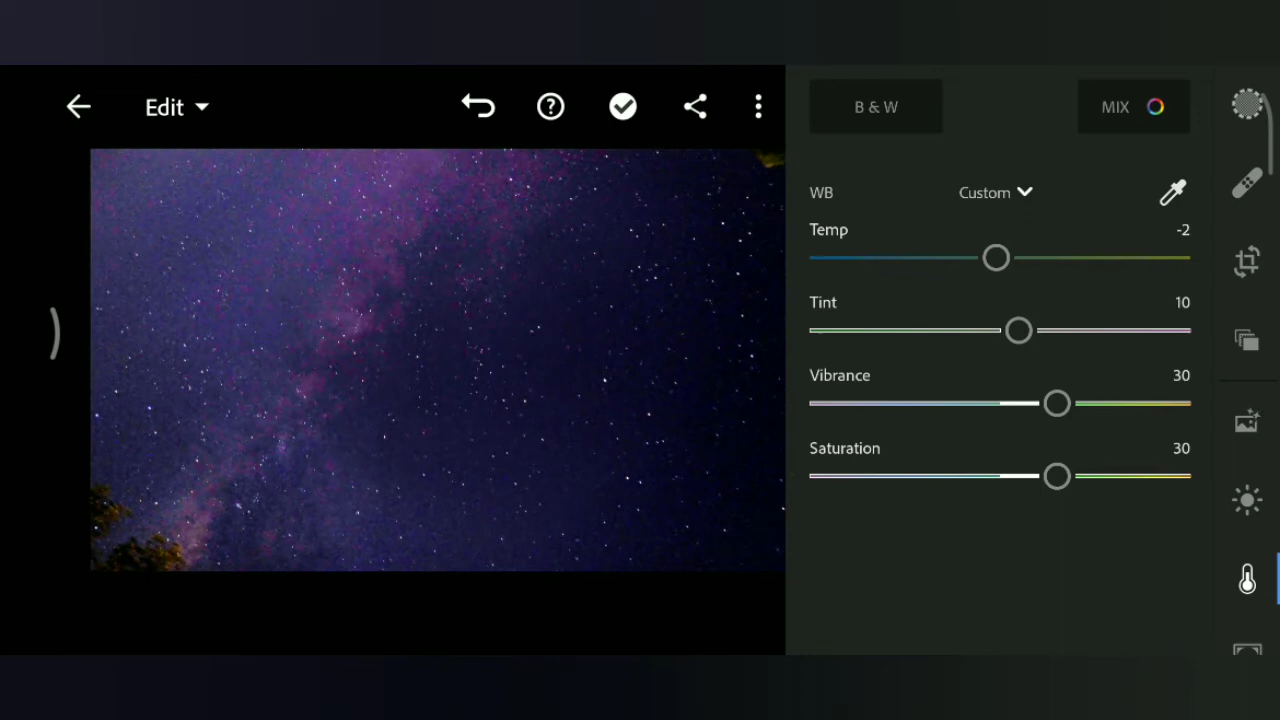 Edit
B & W
MIX
WB
Custom
Temp
-2
Tint
10
Vibrance
30
Saturation
30